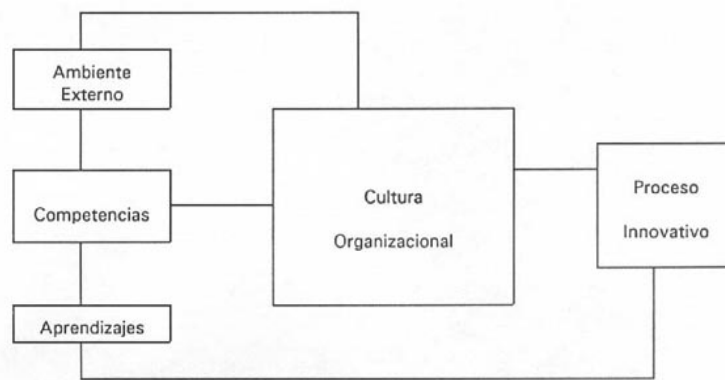 Ambiente
Externo
Competencias
Aprendizajes
Cultura
Organizacional
Proceso
Innovativo